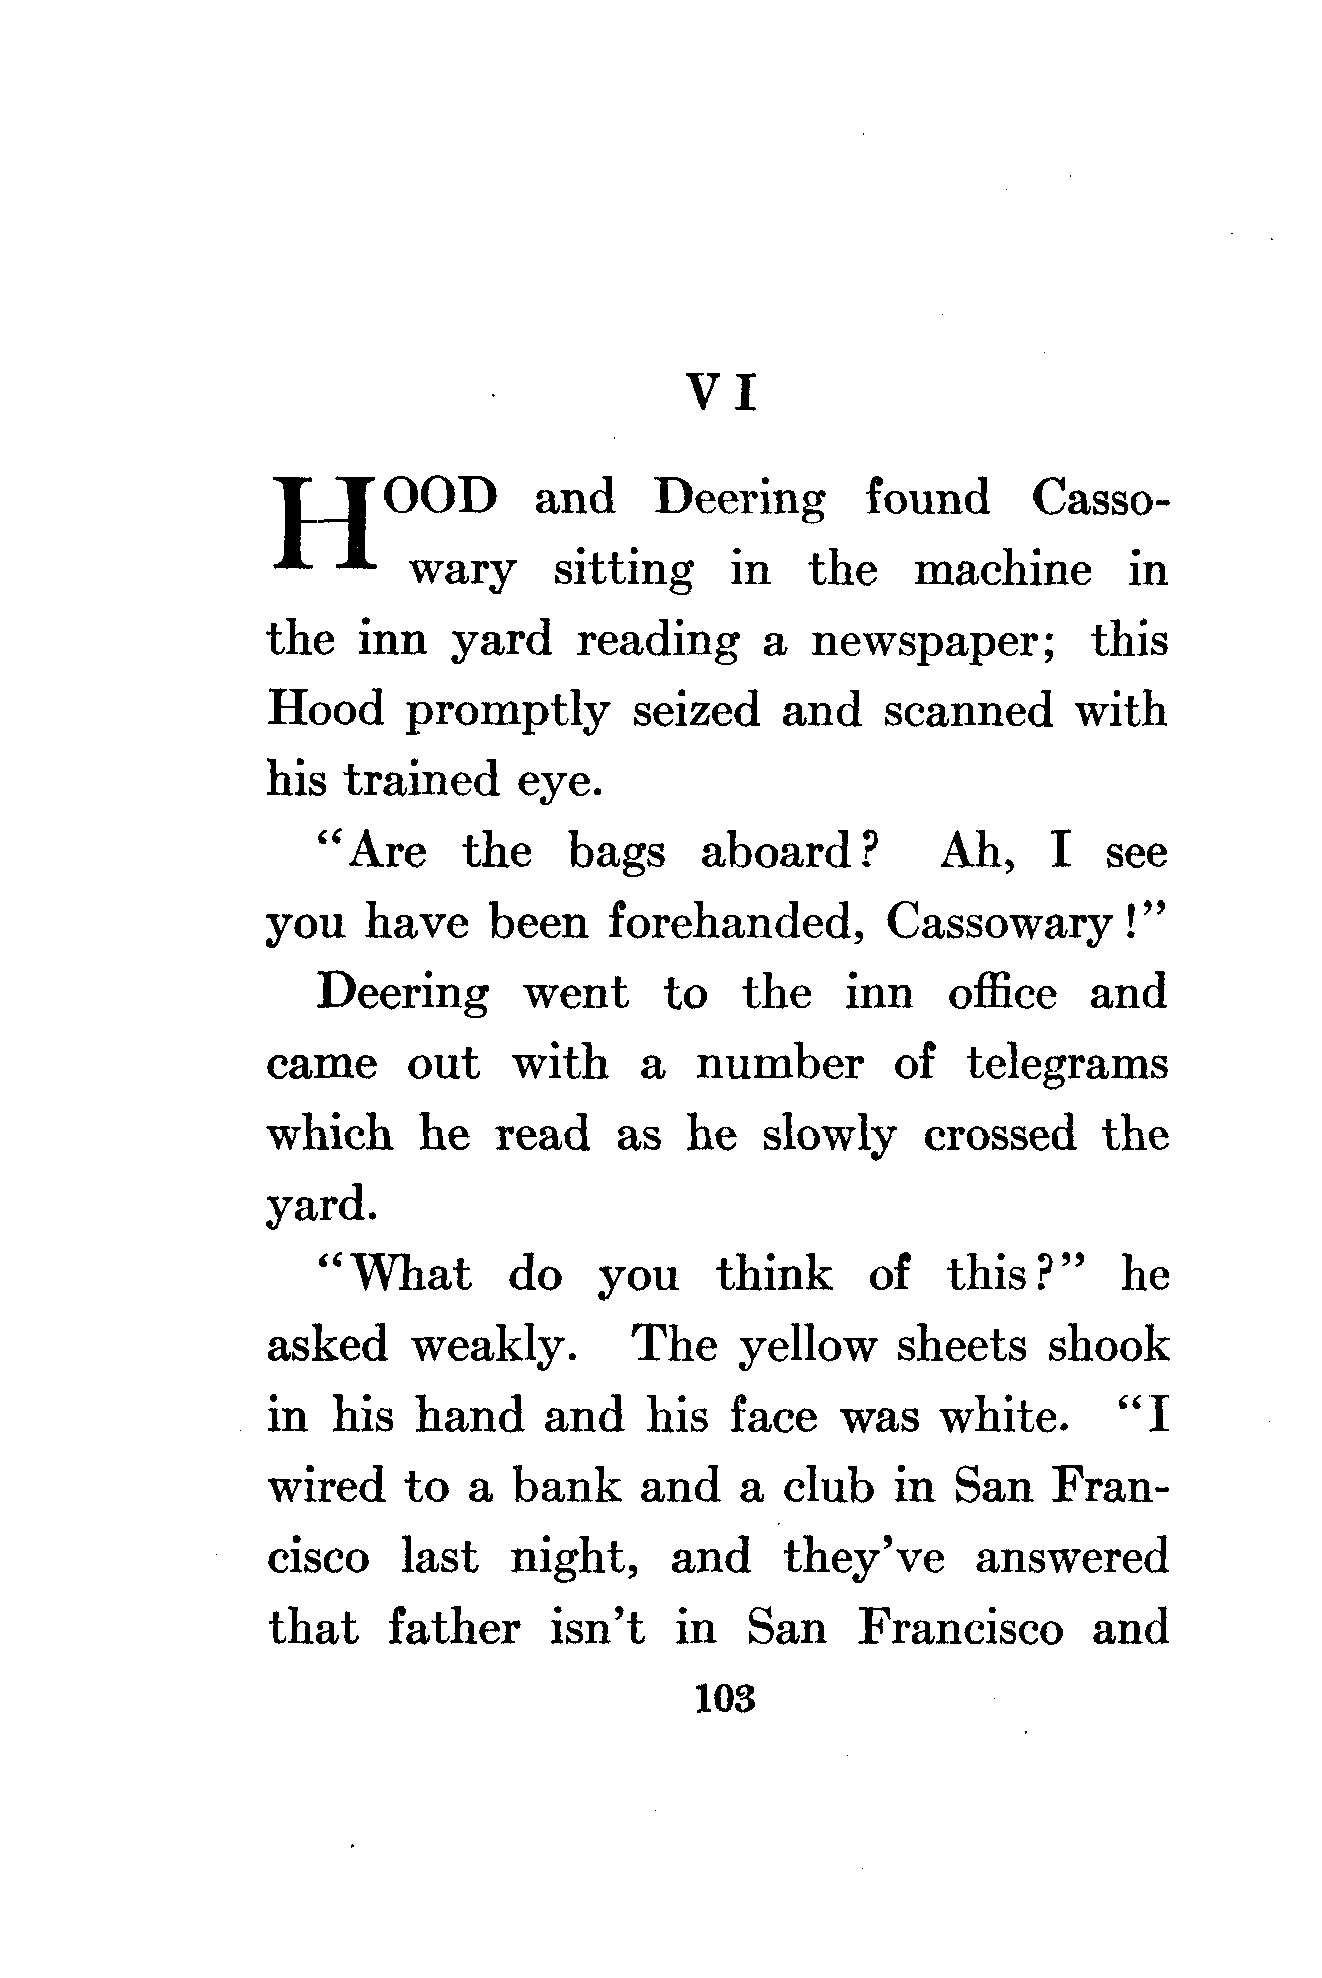 VI
HOOD and Deering found Casso-
wary sitting in the machine in
the inn yard reading a newspaper; this
Hood promptly seized and scanned with
his trained eye.
“Are the bags aboard? Ah, I see
you have been forehanded, Cassowary!”
Deering went to the inn office and
came out with a number of telegrams
which he read as he slowly crossed the
yard.
“What do you think of this?” he
asked weakly. The yellow sheets shook
in his hand and his face was white. “I
wired to a bank and a club in San Fran-
cisco last night, and they’ve answered
that father isn’t in San Francisco and
103